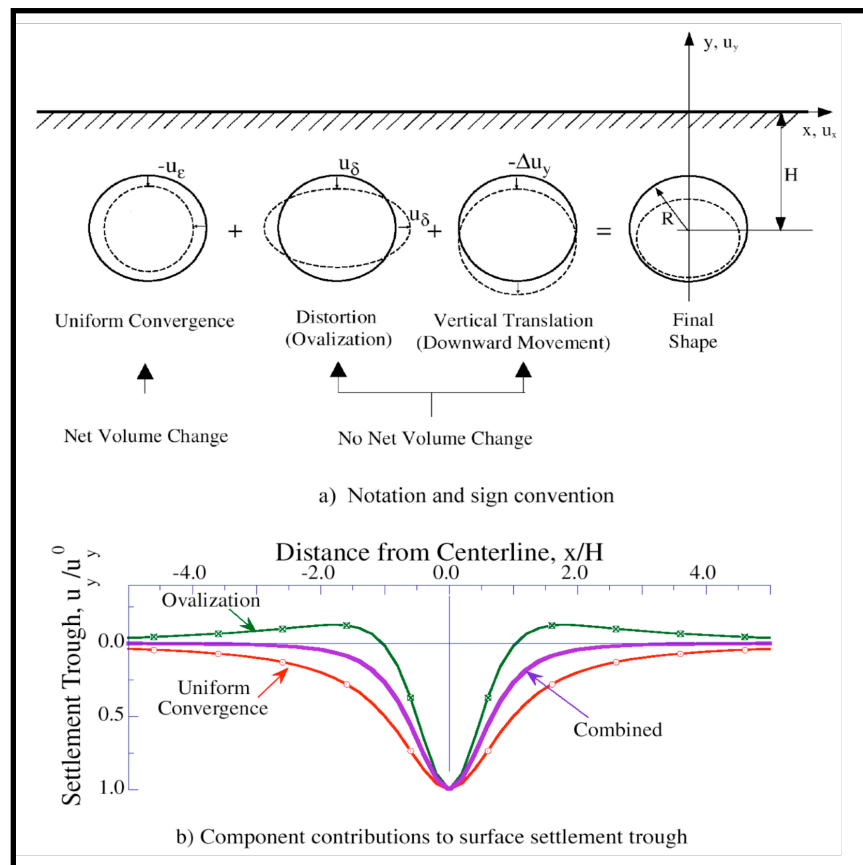 y, u_y
x, u_x
H
-u_ε
u_δ
-Δu_y
u_δ
R
+
+
=
Uniform Convergence
Distortion
(Ovalization)
Vertical Translation
(Downward Movement)
Final
Shape
Net Volume Change
No Net Volume Change
a) Notation and sign convention
Distance from Centerline, x/H
-4.0 -2.0 0.0 2.0 4.0
Settlement Trough, u_y/u_y^0
Ovalization
0.0
Uniform
Convergence
0.5
Combined
1.0
b) Component contributions to surface settlement trough